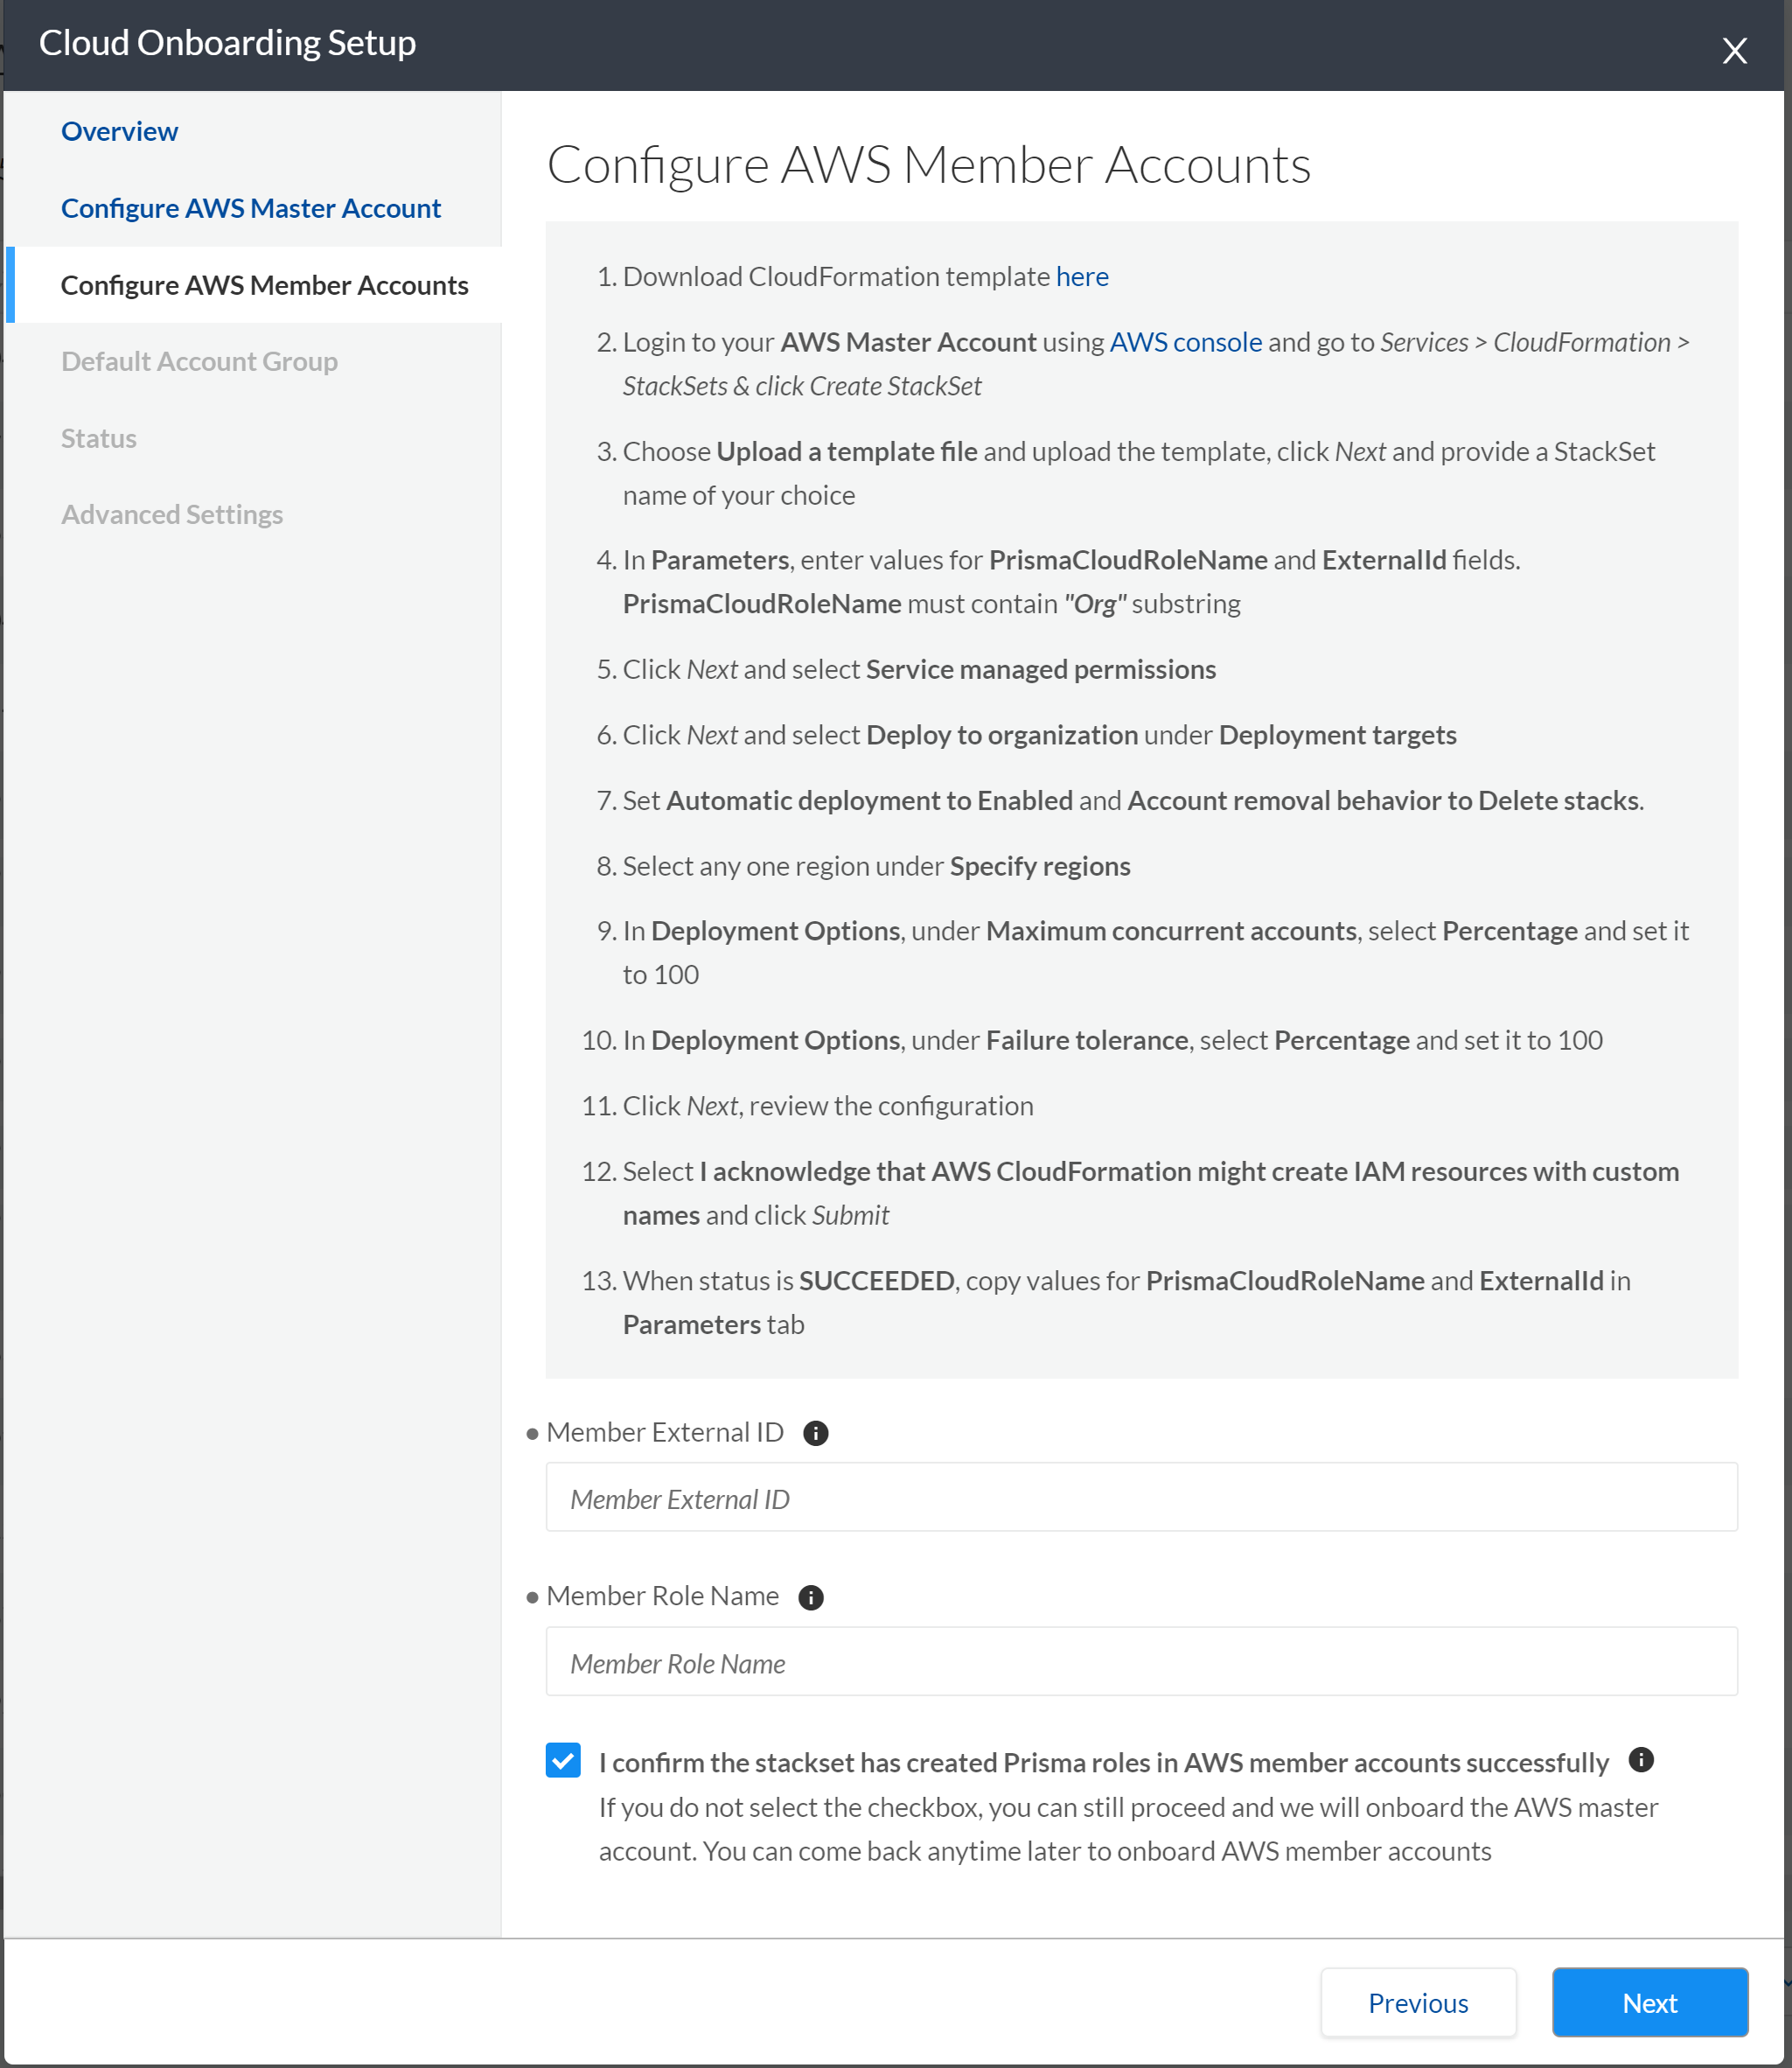 Cloud Onboarding Setup
X
Overview
Configure AWS Master Account
Configure AWS Member Accounts
Default Account Group
Status
Advanced Settings
Configure AWS Member Accounts
1. Download CloudFormation template here
2. Login to your AWS Master Account using AWS console and go to Services > CloudFormation >
StackSets & click Create StackSet
3. Choose Upload a template file and upload the template, click Next and provide a StackSet
name of your choice
4. In Parameters, enter values for PrismaCloudRoleName and ExternalId fields.
PrismaCloudRoleName must contain "Org" substring
5. Click Next and select Service managed permissions
6. Click Next and select Deploy to organization under Deployment targets
7. Set Automatic deployment to Enabled and Account removal behavior to Delete stacks.
8. Select any one region under Specify regions
9. In Deployment Options, under Maximum concurrent accounts, select Percentage and set it
to 100
10. In Deployment Options, under Failure tolerance, select Percentage and set it to 100
11. Click Next, review the configuration
12. Select I acknowledge that AWS CloudFormation might create IAM resources with custom
names and click Submit
13. When status is SUCCEEDED, copy values for PrismaCloudRoleName and ExternalId in
Parameters tab
Member External ID
Member External ID
Member Role Name
Member Role Name
I confirm the stackset has created Prisma roles in AWS member accounts successfully
If you do not select the checkbox, you can still proceed and we will onboard the AWS master
account. You can come back anytime later to onboard AWS member accounts
Previous
Next